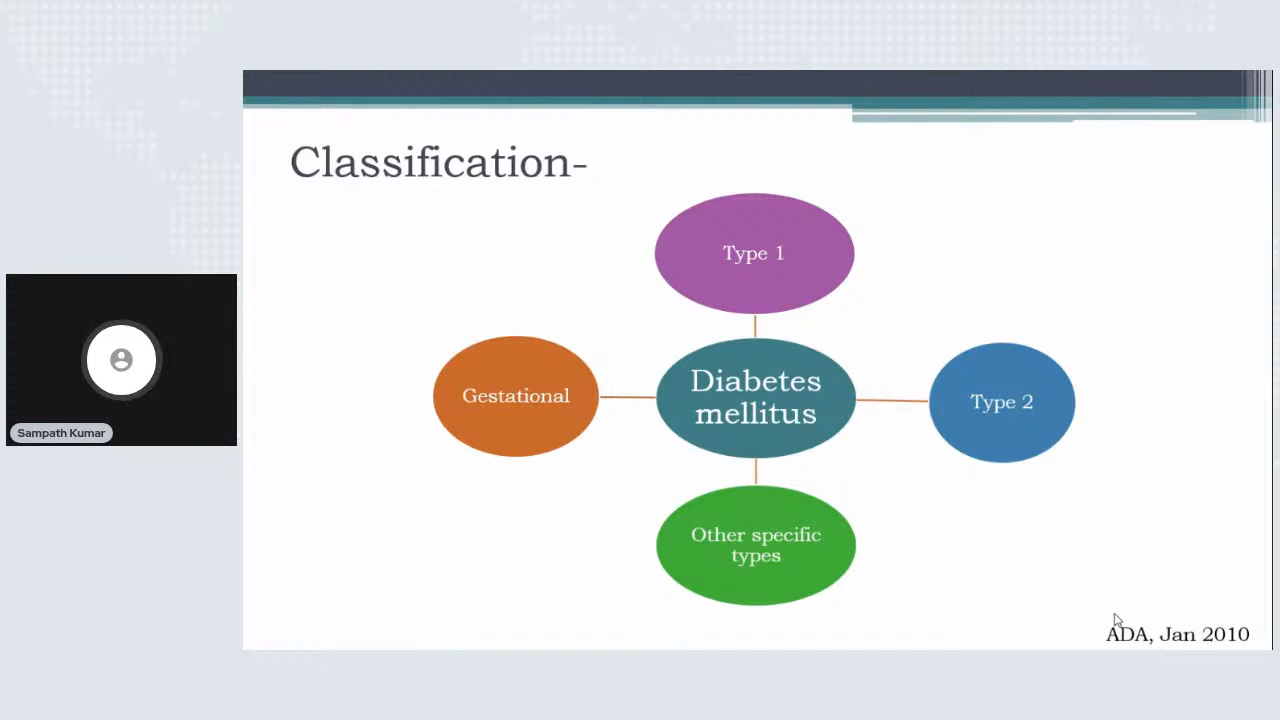 Classification-
Type 1
Gestational
Diabetes
mellitus
Type 2
Other specific
types
ADA, Jan 2010
Sampath Kumar